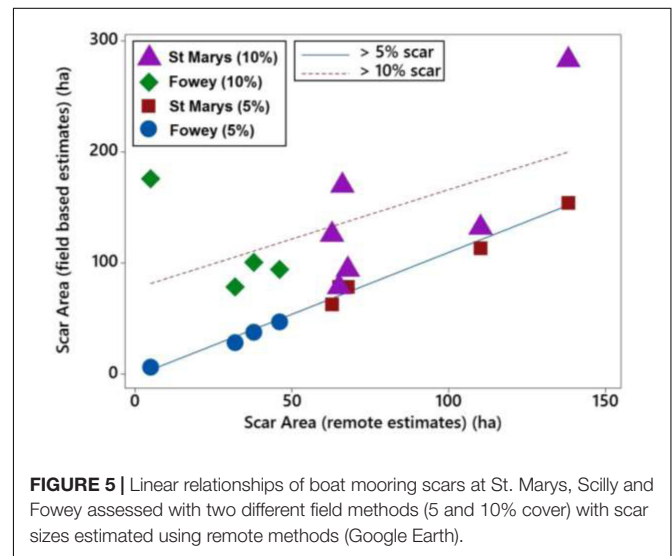 300
200
100
0
Scar Area (field based estimates) (ha)
St Marys (10%)
Fowey (10%)
St Marys (5%)
Fowey (5%)
> 5% scar
> 10% scar
0 50 100 150
Scar Area (remote estimates) (ha)
FIGURE 5 | Linear relationships of boat mooring scars at St. Marys, Scilly and
Fowey assessed with two different field methods (5 and 10% cover) with scar
sizes estimated using remote methods (Google Earth).